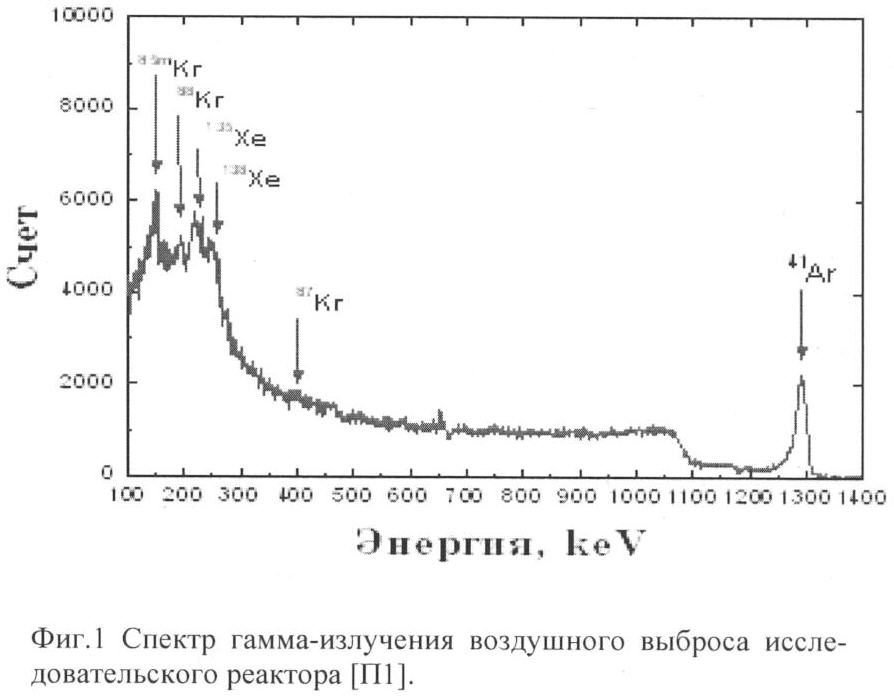 10000
8000
6000
4000
2000
0
Счет
85mKr
88Kr
135Xe
Xe
87Kr
41Ar
100 200 300 400 500 600 700 800 900 1000 1100 1200 1300 1400
Энергия, keV
Фиг.1 Спектр гамма-излучения воздушного выброса иссле-
довательского реактора [П1].